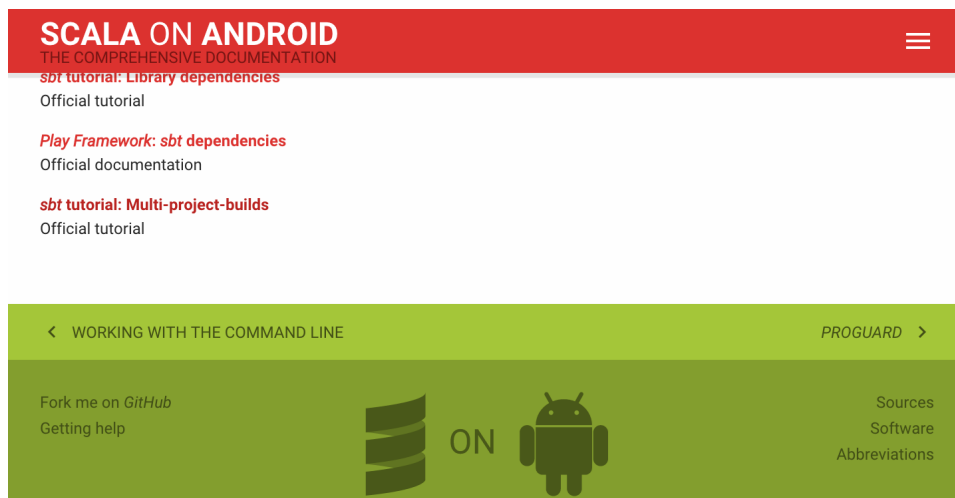 SCALA ON ANDROID
THE COMPREHENSIVE DOCUMENTATION
sbt tutorial: Library dependencies
Official tutorial
Play Framework: sbt dependencies
Official documentation
sbt tutorial: Multi-project-builds
Official tutorial
WORKING WITH THE COMMAND LINE
PROGUARD
Fork me on GitHub
Getting help
ON
Sources
Software
Abbreviations